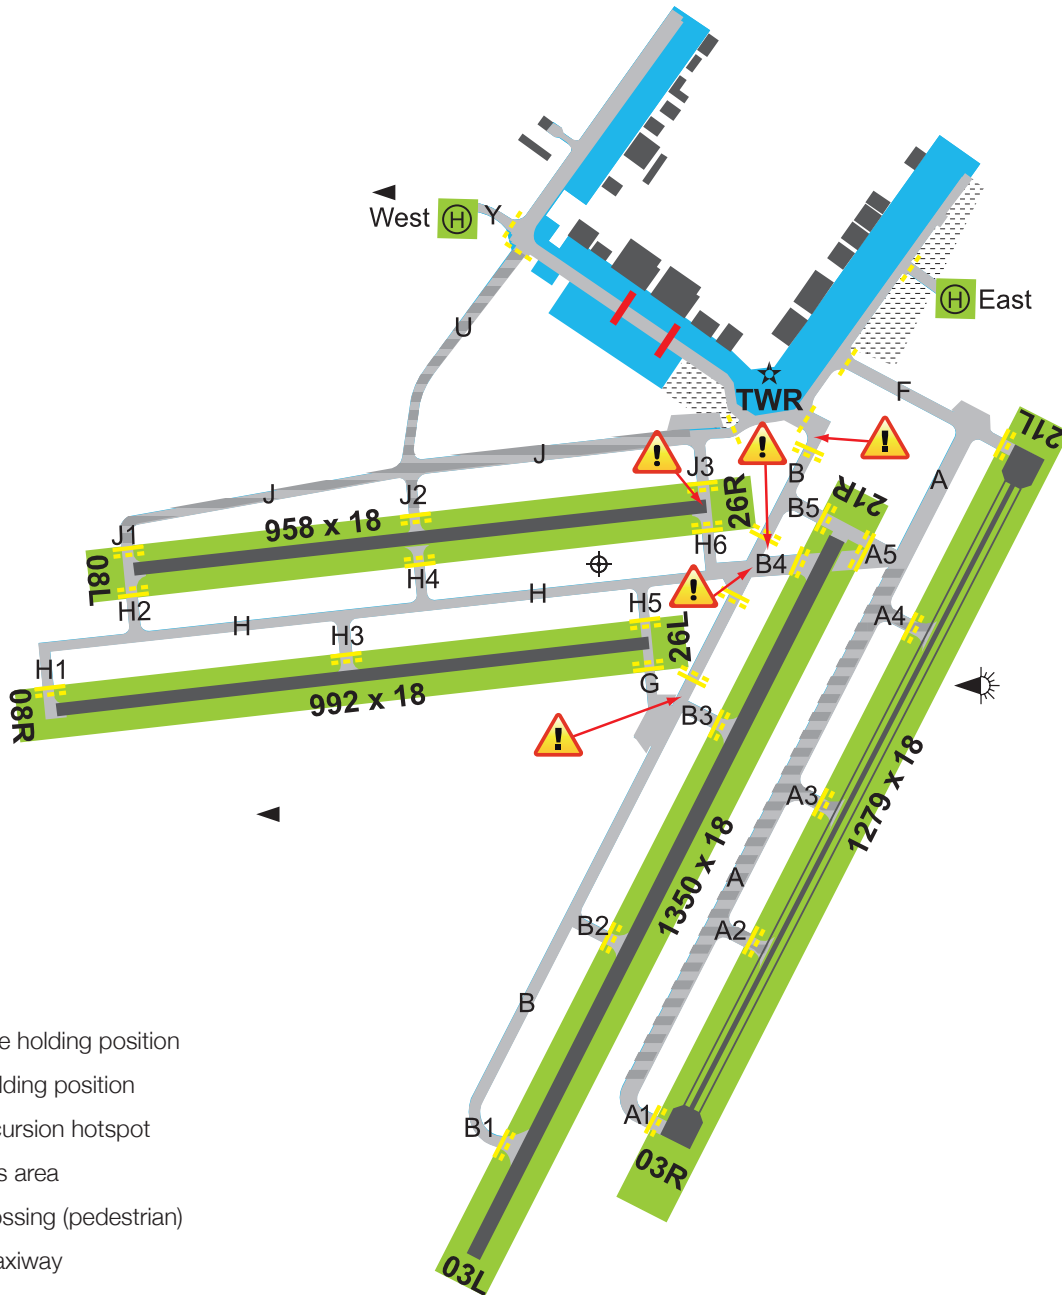 West H Y
H East
U
TWR
F
J
J3
B
A
21L
J
J2
B5
21R
J1
958 x 18
26R
08L
H6
B4
A5
H2
H4
H
H
H5
A4
H3
26L
H1
G
08R
992 x 18
B3
A3
1279 x 18
1350 x 18
A
B2
A2
B
e holding position
lding position
cursion hotspot
A1
B1
s area
03R
ossing (pedestrian)
axiway
03L